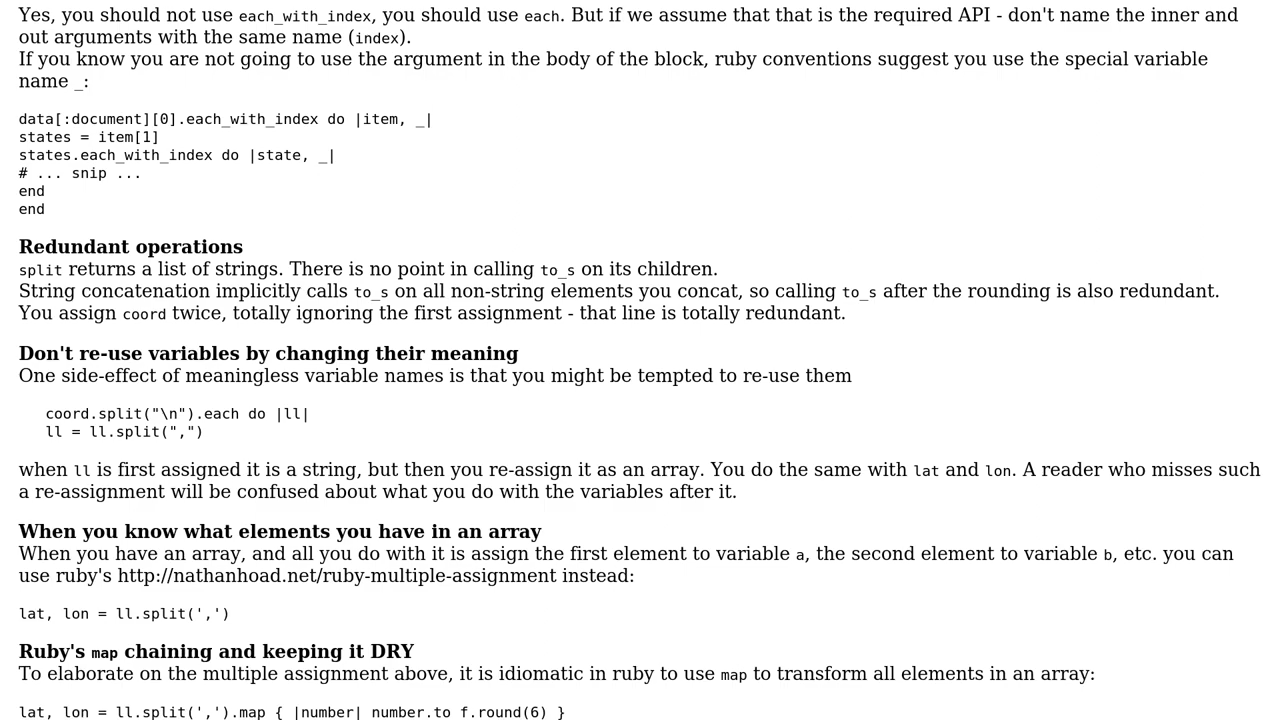 Yes, you should not use each_with_index, you should use each. But if we assume that that is the required API - don't name the inner and
out arguments with the same name (index).
If you know you are not going to use the argument in the body of the block, ruby conventions suggest you use the special variable
name _:
data[:document][0].each_with_index do |item, _|
states = item[1]
states.each_with_index do |state, _|
# ... snip ...
end
end
Redundant operations
split returns a list of strings. There is no point in calling to_s on its children.
String concatenation implicitly calls to_s on all non-string elements you concat, so calling to_s after the rounding is also redundant.
You assign coord twice, totally ignoring the first assignment - that line is totally redundant.
Don't re-use variables by changing their meaning
One side-effect of meaningless variable names is that you might be tempted to re-use them
coord.split("\n").each do |ll|
ll = ll.split(",")
when ll is first assigned it is a string, but then you re-assign it as an array. You do the same with lat and lon. A reader who misses such
a re-assignment will be confused about what you do with the variables after it.
When you know what elements you have in an array
When you have an array, and all you do with it is assign the first element to variable a, the second element to variable b, etc. you can
use ruby's http://nathanhoad.net/ruby-multiple-assignment instead:
lat, lon = ll.split(',')
Ruby's map chaining and keeping it DRY
To elaborate on the multiple assignment above, it is idiomatic in ruby to use map to transform all elements in an array:
lat, lon = ll.split(',').map { |number| number.to_f.round(6) }